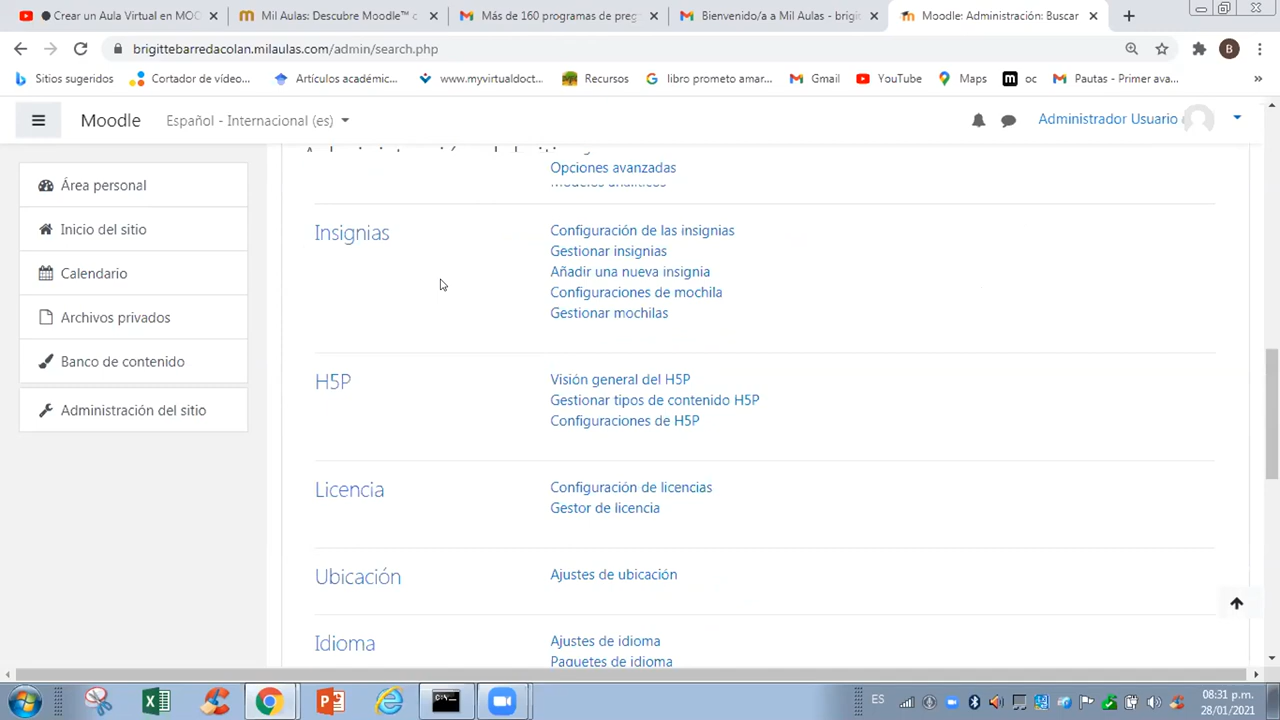 Crear un Aula Virtual en MOO
Mil Aulas: Descubre Moodle™ c
Más de 160 programas de preg
Bienvenido/a a Mil Aulas - brigit
Moodle: Administración: Buscar
brigittebarredacolan.milaulas.com/admin/search.php
B
Sitios sugeridos
Cortador de vídeo...
Artículos académic...
www.myvirtualdoct...
Recursos
libro prometo amar...
Gmail
YouTube
Maps
oc
Pautas - Primer ava...
»
Moodle
Español - Internacional (es)
Administrador Usuario
Opciones avanzadas
Modelos analíticos
Área personal
Inicio del sitio
Calendario
Archivos privados
Banco de contenido
Administración del sitio
Insignias
Configuración de las insignias
Gestionar insignias
Añadir una nueva insignia
Configuraciones de mochila
Gestionar mochilas
H5P
Visión general del H5P
Gestionar tipos de contenido H5P
Configuraciones de H5P
Licencia
Configuración de licencias
Gestor de licencia
Ubicación
Ajustes de ubicación
Idioma
Ajustes de idioma
Paquetes de idioma
ES
08:31 p.m.
28/01/2021